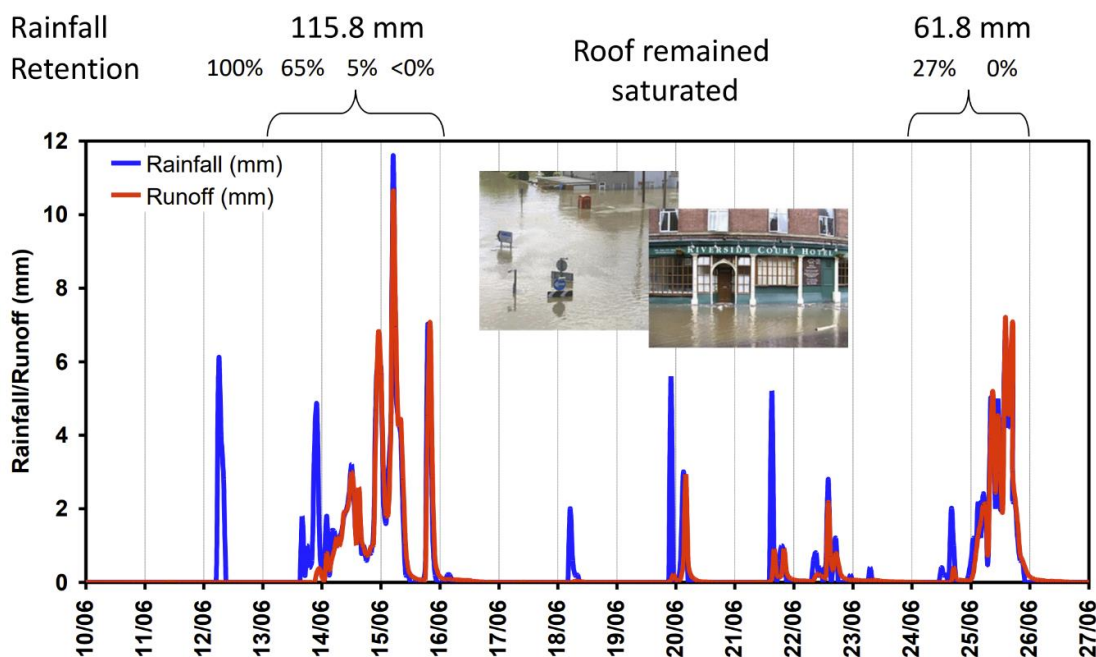 Rainfall
115.8 mm
61.8 mm
Retention
100% 65% 5% <0%
Roof remained
saturated
27% 0%
Rainfall (mm)
Runoff (mm)
RIVERSIDE COURT HOTEL
Rainfall/Runoff (mm)
12
10
8
6
4
2
0
10/06
11/06
12/06
13/06
14/06
15/06
16/06
17/06
18/06
19/06
20/06
21/06
22/06
23/06
24/06
25/06
26/06
27/06